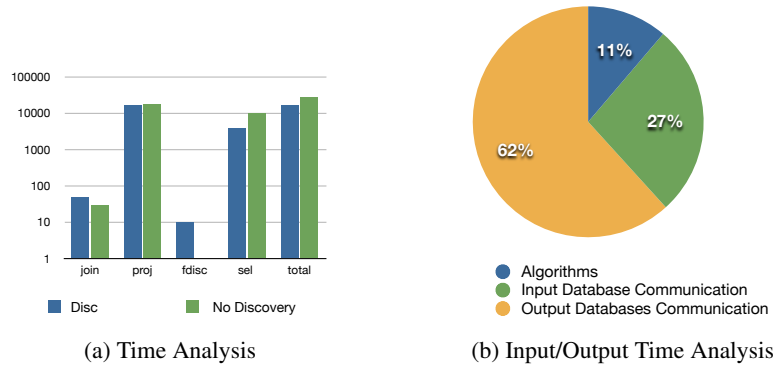 100000
10000
1000
100
10
1
join proj fdisc sel total
Disc No Discovery
(a) Time Analysis
11%
27%
62%
Algorithms
Input Database Communication
Output Databases Communication
(b) Input/Output Time Analysis